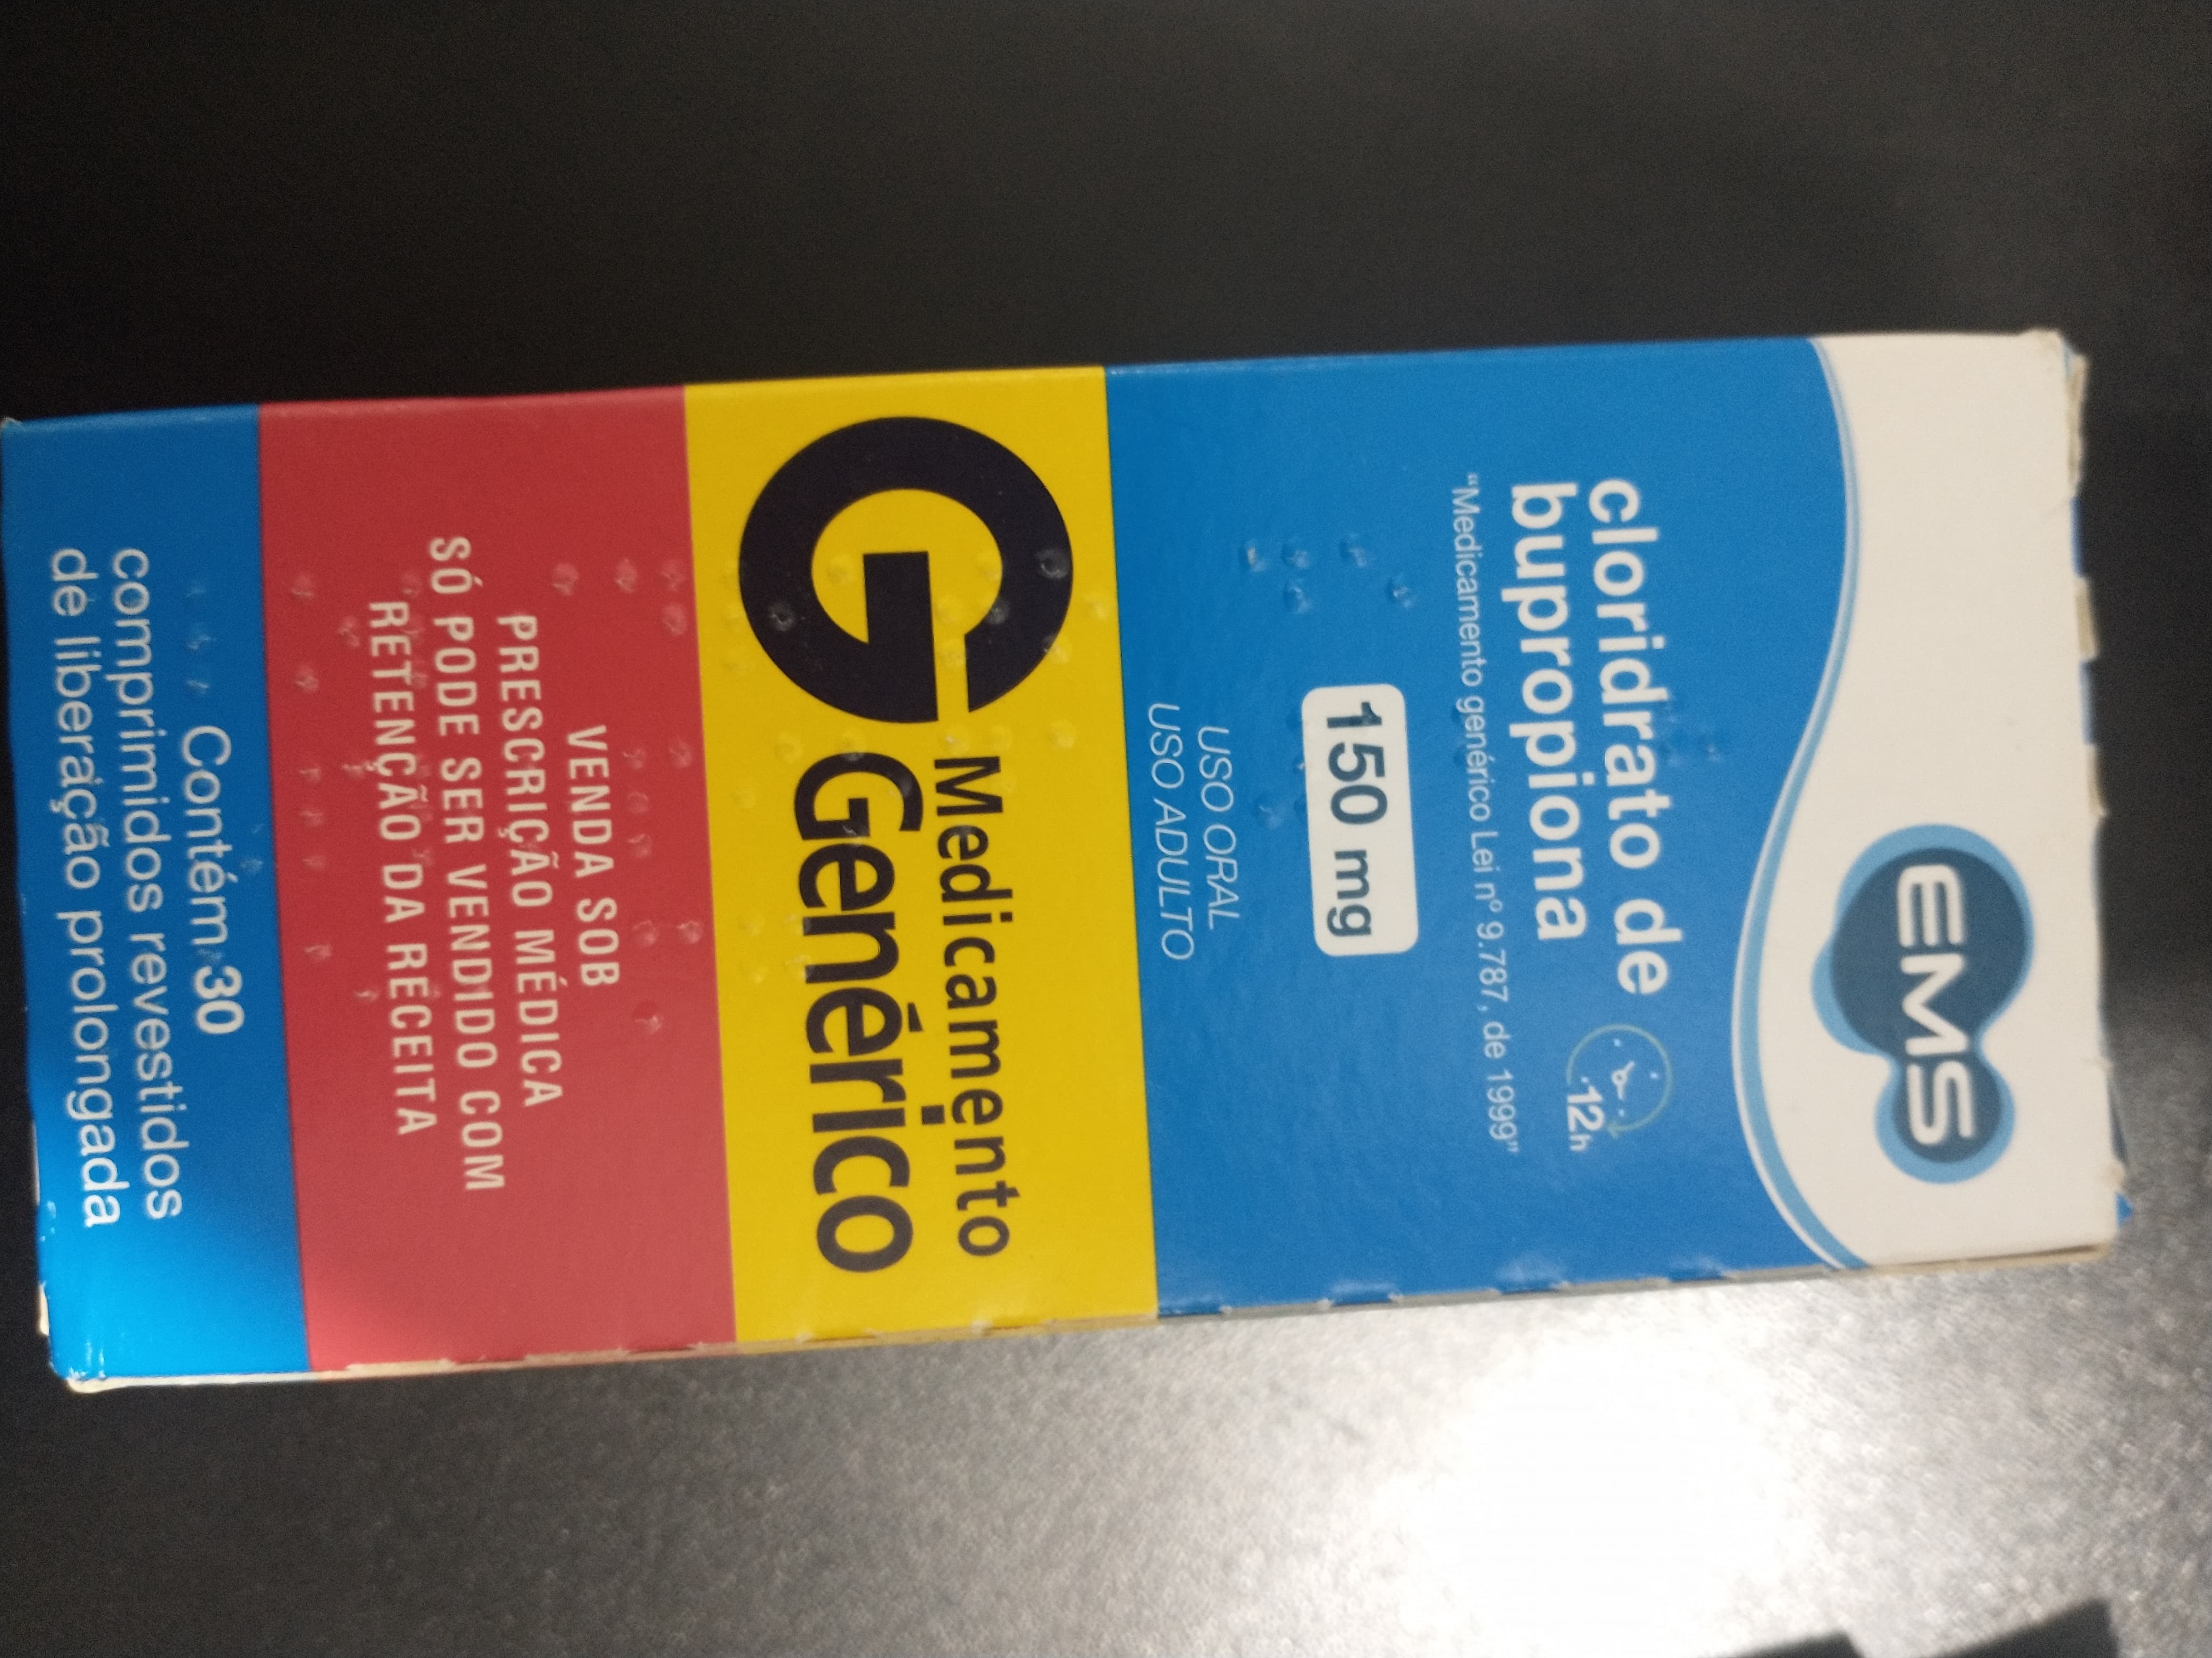 EMS
cloridrato de
bupropiona
12h
“Medicamento genérico Lei nº 9.787, de 1999”
150 mg
USO ORAL
USO ADULTO
G
Medicamento
Genérico
VENDA SOB
PRESCRIÇÃO MÉDICA
SÓ PODE SER VENDIDO COM
RETENÇÃO DA RECEITA
Contém 30
comprimidos revestidos
de liberação prolongada